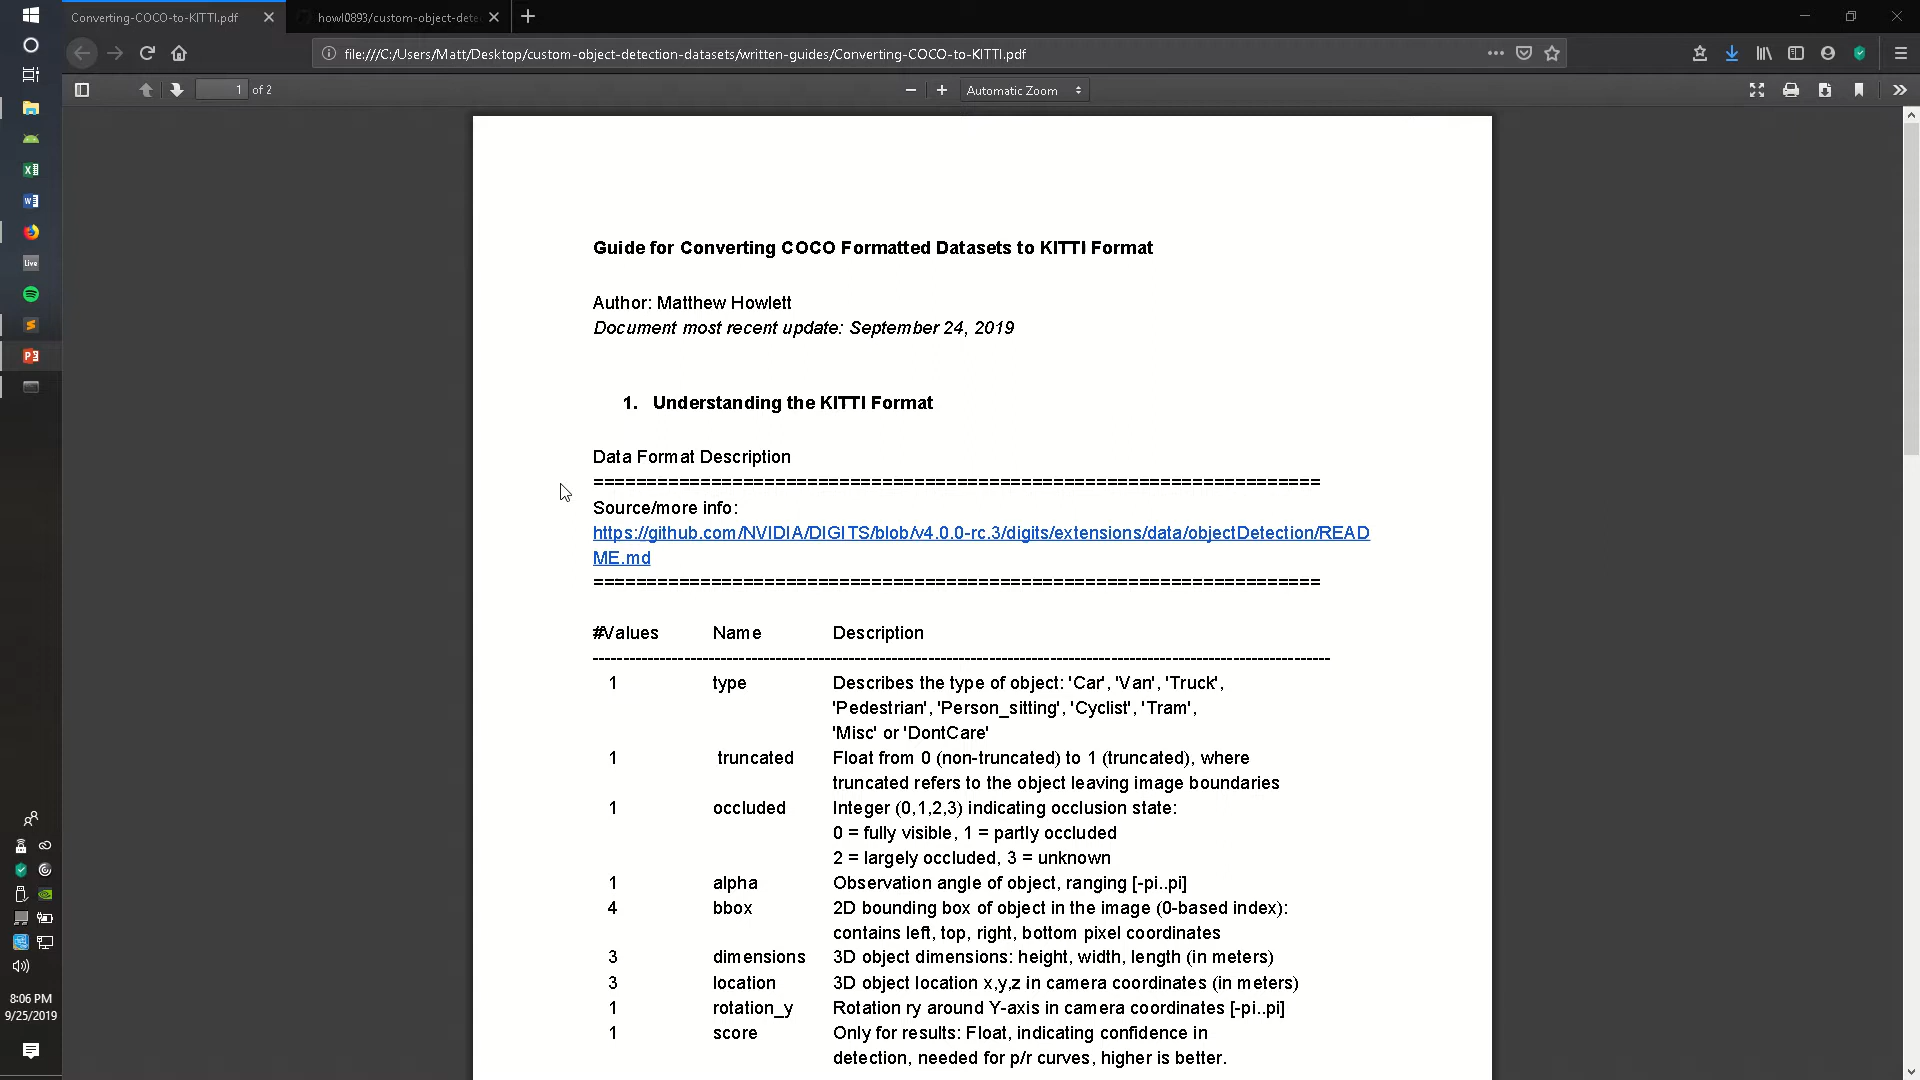 Converting-COCO-to-KITTI.pdf
howl0893/custom-object-dete
file:///C:/Users/Matt/Desktop/custom-object-detection-datasets/written-guides/Converting-COCO-to-KITTI.pdf
1 of 2
Automatic Zoom
Guide for Converting COCO Formatted Datasets to KITTI Format
Author: Matthew Howlett
Document most recent update: September 24, 2019
1. Understanding the KITTI Format
Data Format Description
====================================================================
Source/more info:
https://github.com/NVIDIA/DIGITS/blob/v4.0.0-rc.3/digits/extensions/data/objectDetection/READ
ME.md
====================================================================
#Values Name Description
----------------------------------------------------------------------------------------------------------------------------
1 type Describes the type of object: 'Car', 'Van', 'Truck',
'Pedestrian', 'Person_sitting', 'Cyclist', 'Tram',
'Misc' or 'DontCare'
1 truncated Float from 0 (non-truncated) to 1 (truncated), where
truncated refers to the object leaving image boundaries
1 occluded Integer (0,1,2,3) indicating occlusion state:
0 = fully visible, 1 = partly occluded
2 = largely occluded, 3 = unknown
1 alpha Observation angle of object, ranging [-pi..pi]
4 bbox 2D bounding box of object in the image (0-based index):
contains left, top, right, bottom pixel coordinates
3 dimensions 3D object dimensions: height, width, length (in meters)
3 location 3D object location x,y,z in camera coordinates (in meters)
1 rotation_y Rotation ry around Y-axis in camera coordinates [-pi..pi]
1 score Only for results: Float, indicating confidence in
detection, needed for p/r curves, higher is better.
Live
8:06 PM
9/25/2019